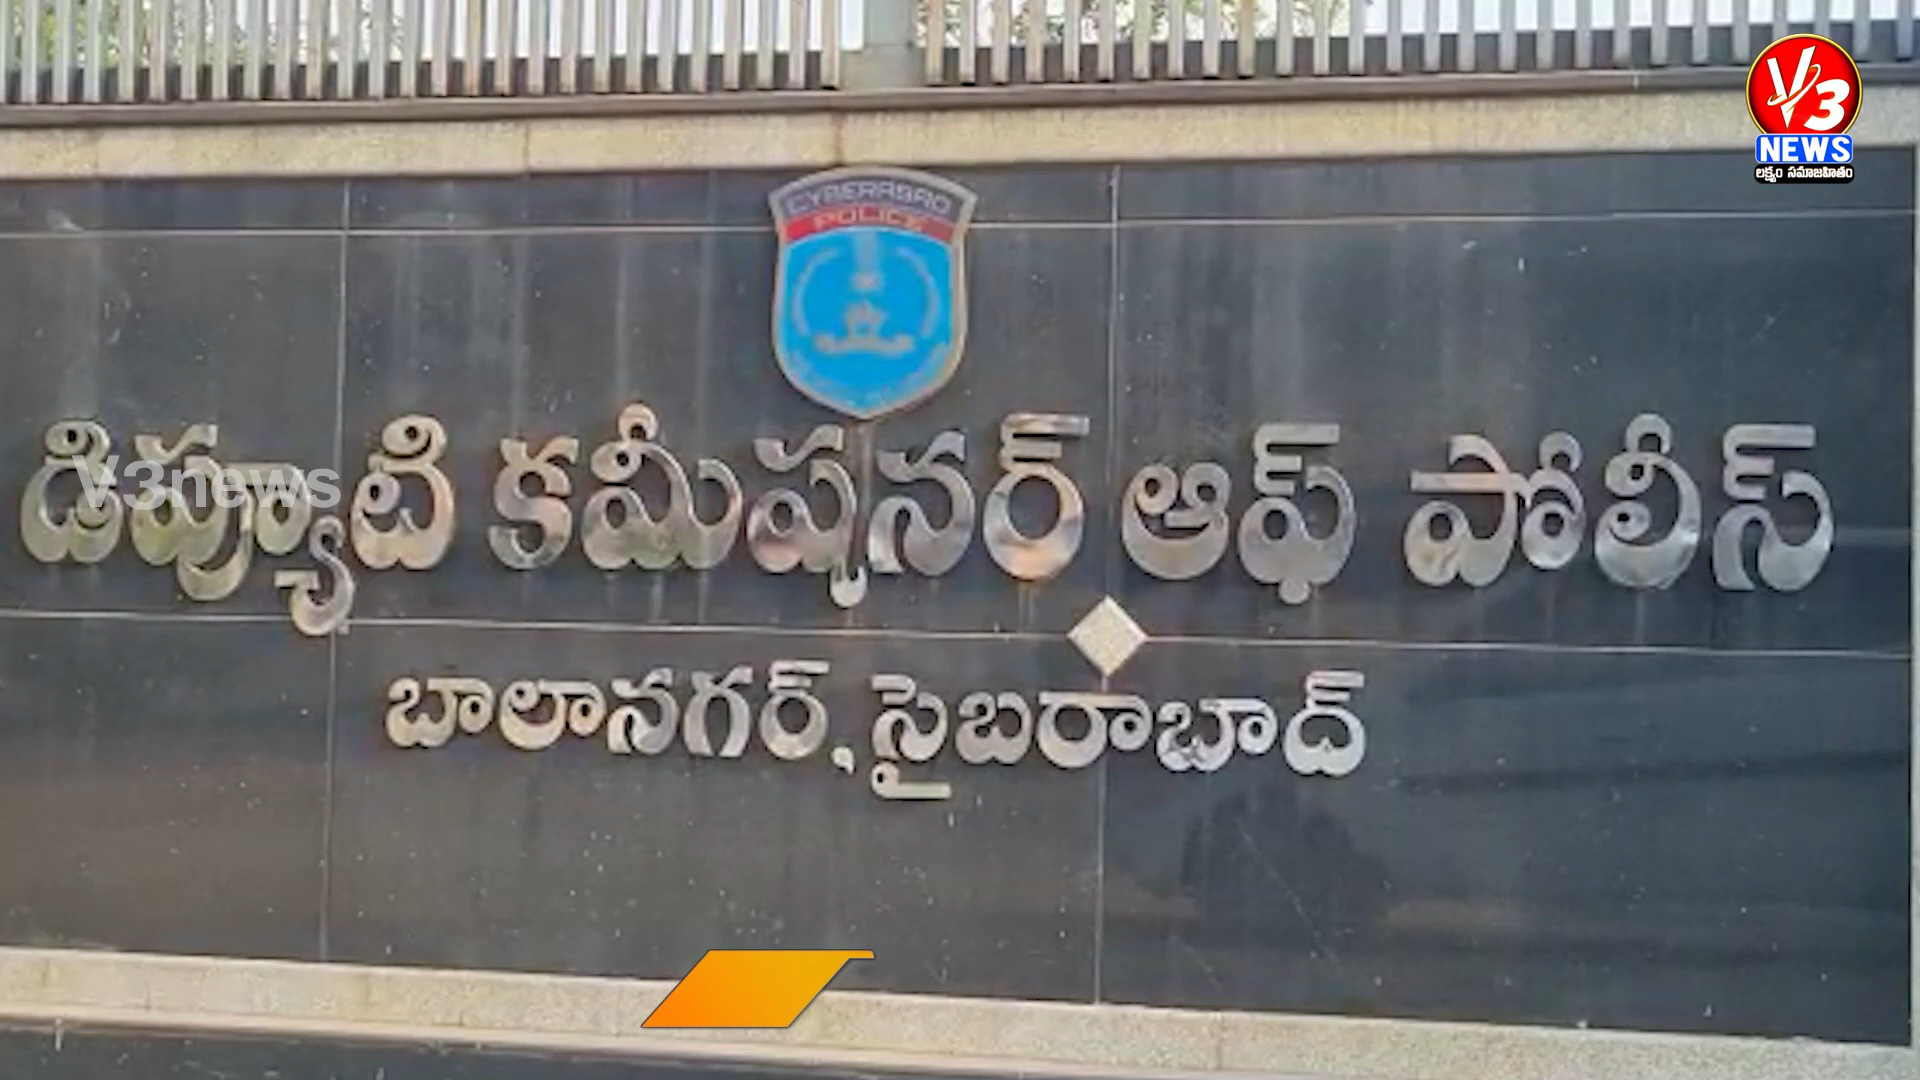 V3
NEWS
లక్ష్యం సమాజహితం
CYBERABAD
POLICE
డిప్యూటి కమీషనర్ ఆఫ్ పోలీస్
V3news
బాలానగర్, సైబరాబాద్